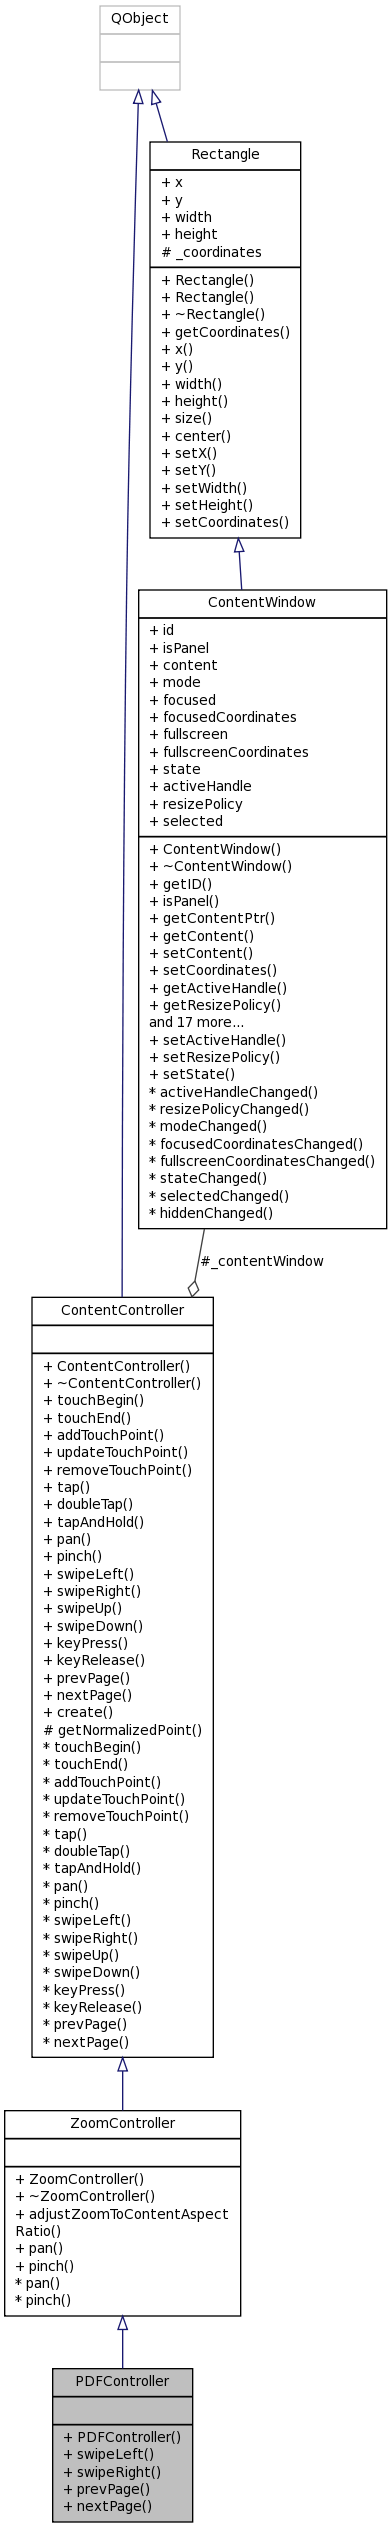 QObject
Rectangle
+ x
+ y
+ width
+ height
# _coordinates
+ Rectangle()
+ Rectangle()
+ ~Rectangle()
+ getCoordinates()
+ x()
+ y()
+ width()
+ height()
+ size()
+ center()
+ setX()
+ setY()
+ setWidth()
+ setHeight()
+ setCoordinates()
ContentWindow
+ id
+ isPanel
+ content
+ mode
+ focused
+ focusedCoordinates
+ fullscreen
+ fullscreenCoordinates
+ state
+ activeHandle
+ resizePolicy
+ selected
+ ContentWindow()
+ ~ContentWindow()
+ getID()
+ isPanel()
+ getContentPtr()
+ getContent()
+ setContent()
+ setCoordinates()
+ getActiveHandle()
+ getResizePolicy()
and 17 more...
+ setActiveHandle()
+ setResizePolicy()
+ setState()
* activeHandleChanged()
* resizePolicyChanged()
* modeChanged()
* focusedCoordinatesChanged()
* fullscreenCoordinatesChanged()
* stateChanged()
* selectedChanged()
* hiddenChanged()
#_contentWindow
ContentController
+ ContentController()
+ ~ContentController()
+ touchBegin()
+ touchEnd()
+ addTouchPoint()
+ updateTouchPoint()
+ removeTouchPoint()
+ tap()
+ doubleTap()
+ tapAndHold()
+ pan()
+ pinch()
+ swipeLeft()
+ swipeRight()
+ swipeUp()
+ swipeDown()
+ keyPress()
+ keyRelease()
+ prevPage()
+ nextPage()
+ create()
# getNormalizedPoint()
* touchBegin()
* touchEnd()
* addTouchPoint()
* updateTouchPoint()
* removeTouchPoint()
* tap()
* doubleTap()
* tapAndHold()
* pan()
* pinch()
* swipeLeft()
* swipeRight()
* swipeUp()
* swipeDown()
* keyPress()
* keyRelease()
* prevPage()
* nextPage()
ZoomController
+ ZoomController()
+ ~ZoomController()
+ adjustZoomToContentAspect
Ratio()
+ pan()
+ pinch()
* pan()
* pinch()
PDFController
+ PDFController()
+ swipeLeft()
+ swipeRight()
+ prevPage()
+ nextPage()